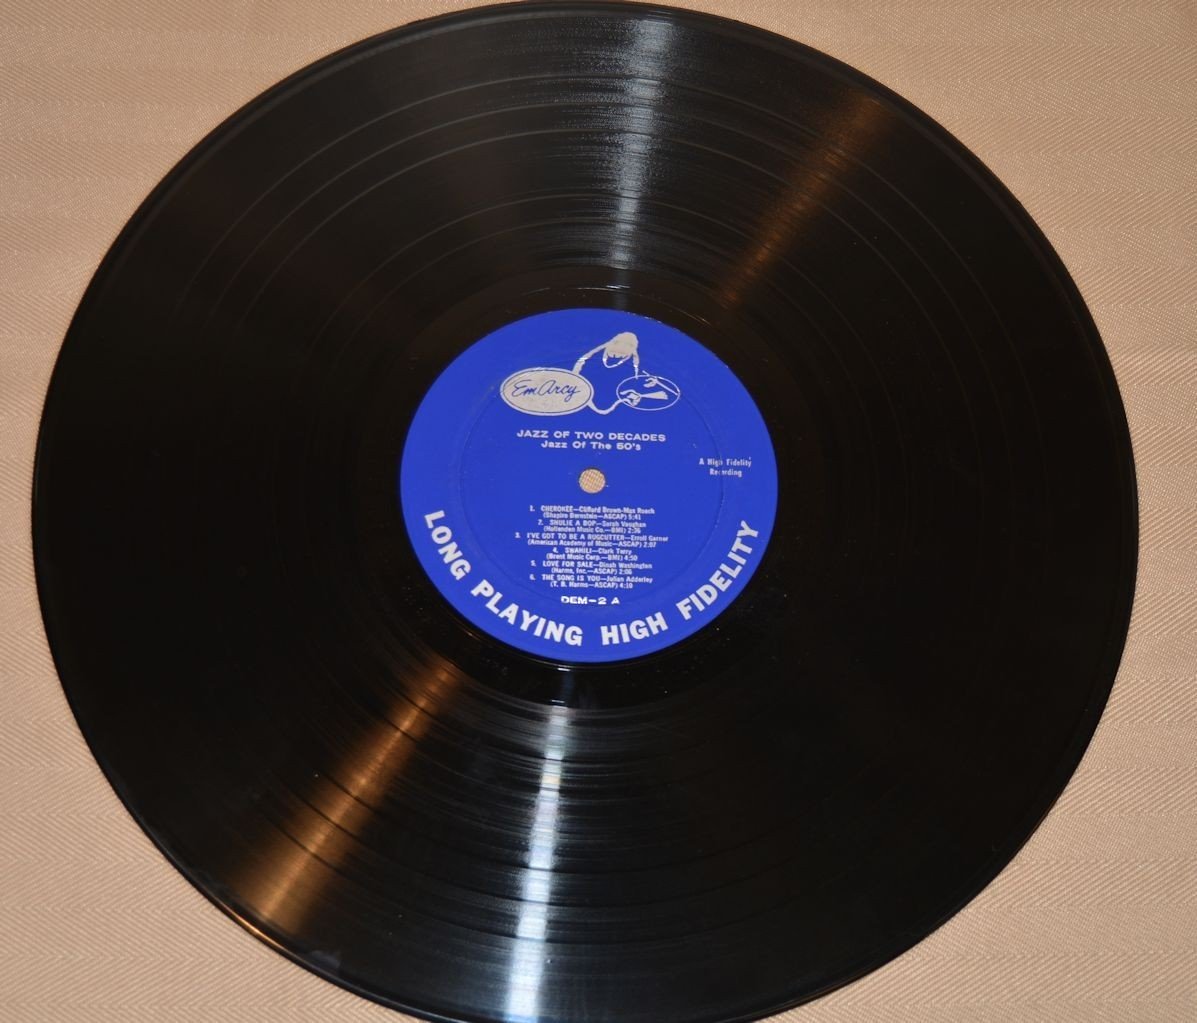 EmArcy
JAZZ OF TWO DECADES
Jazz Of The 50's
A High Fidelity
Recording
1. CHEROKEE—Clifford Brown-Max Roach
(Shapiro Bernstein—ASCAP) 5:41
2. SHULIE A BOP—Sarah Vaughan
(Hollenden Music Co.—BMI) 2:36
3. I'VE GOT TO BE A RUGCUTTER—Erroll Garner
(American Academy of Music—ASCAP) 2:07
4. SWAHILI—Clark Terry
(Brent Music Corp.—BMI) 4:50
5. LOVE FOR SALE—Dinah Washington
(Harms, Inc.—ASCAP) 2:06
6. THE SONG IS YOU—Julian Adderley
(T. B. Harms—ASCAP) 4:10
DEM-2 A
LONG PLAYING HIGH FIDELITY